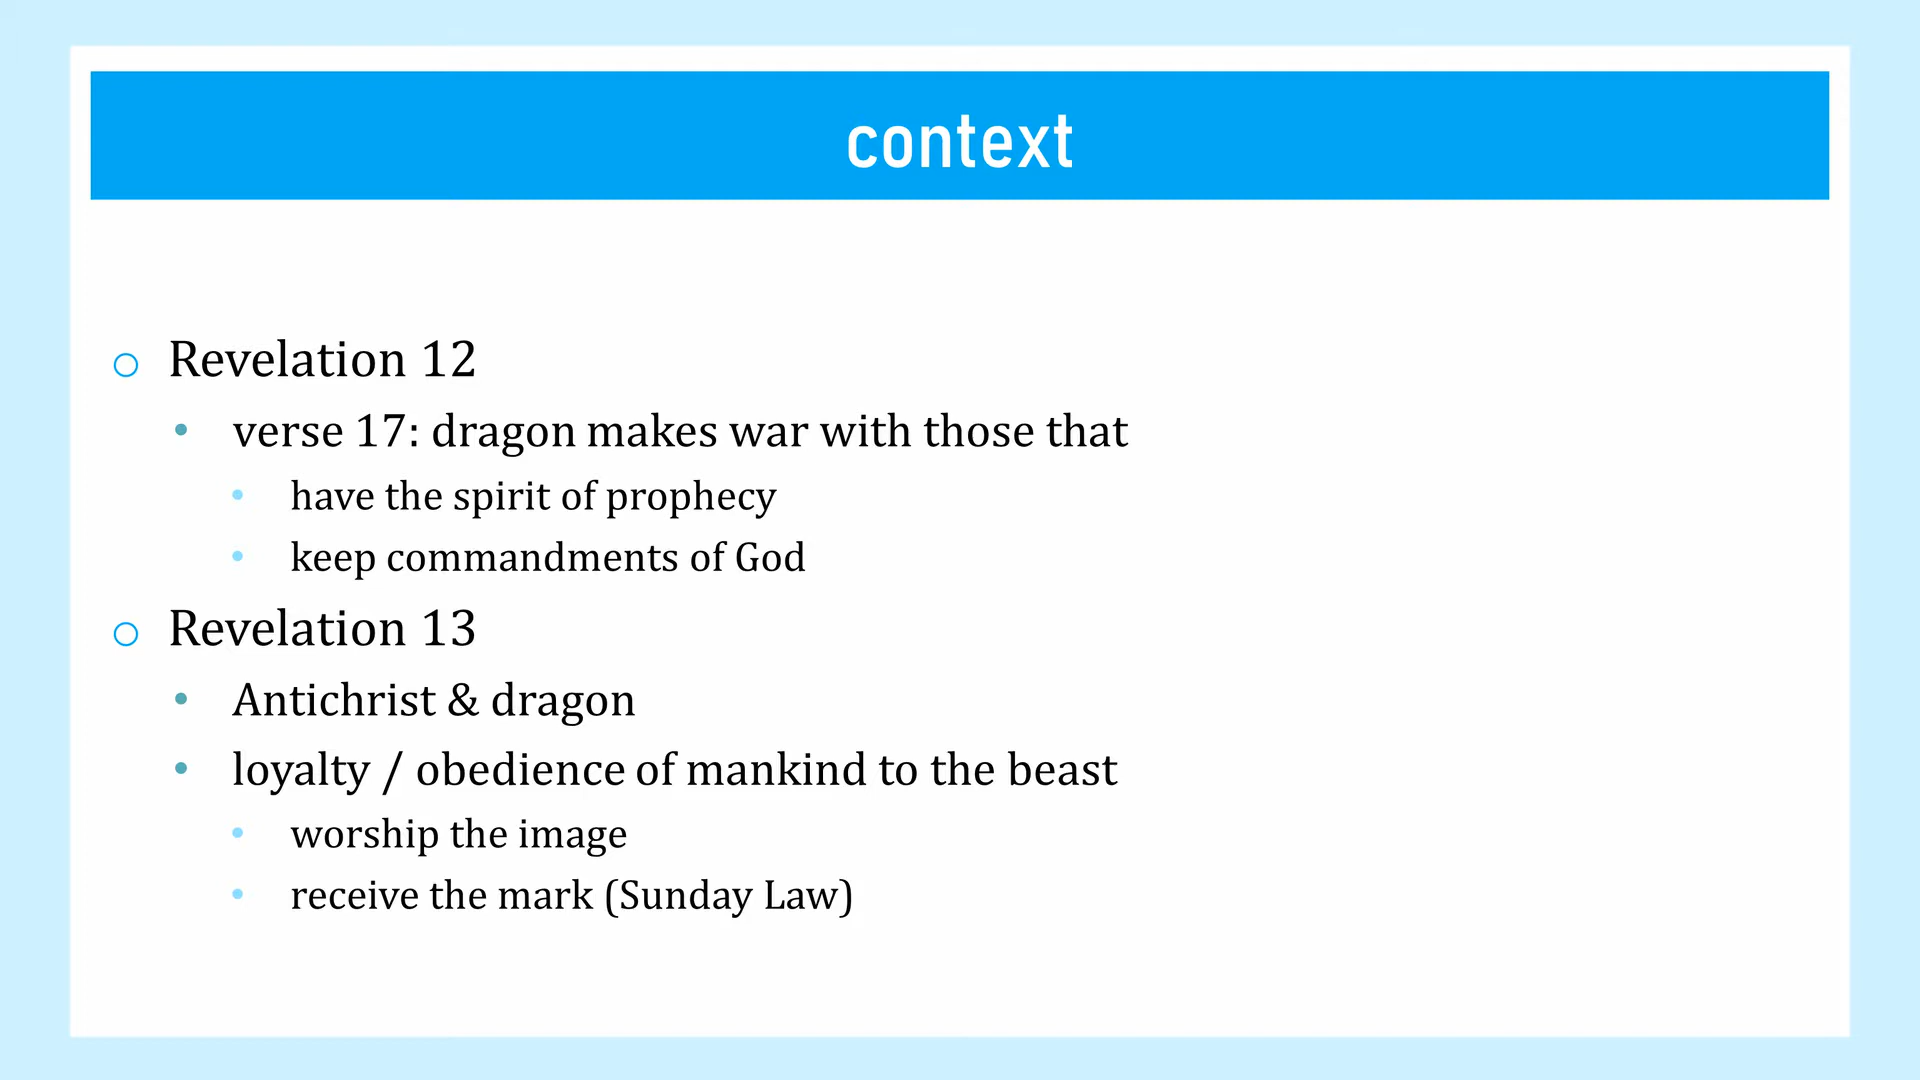 context
Revelation 12
verse 17: dragon makes war with those that
have the spirit of prophecy
keep commandments of God
Revelation 13
Antichrist & dragon
loyalty / obedience of mankind to the beast
worship the image
receive the mark (Sunday Law)